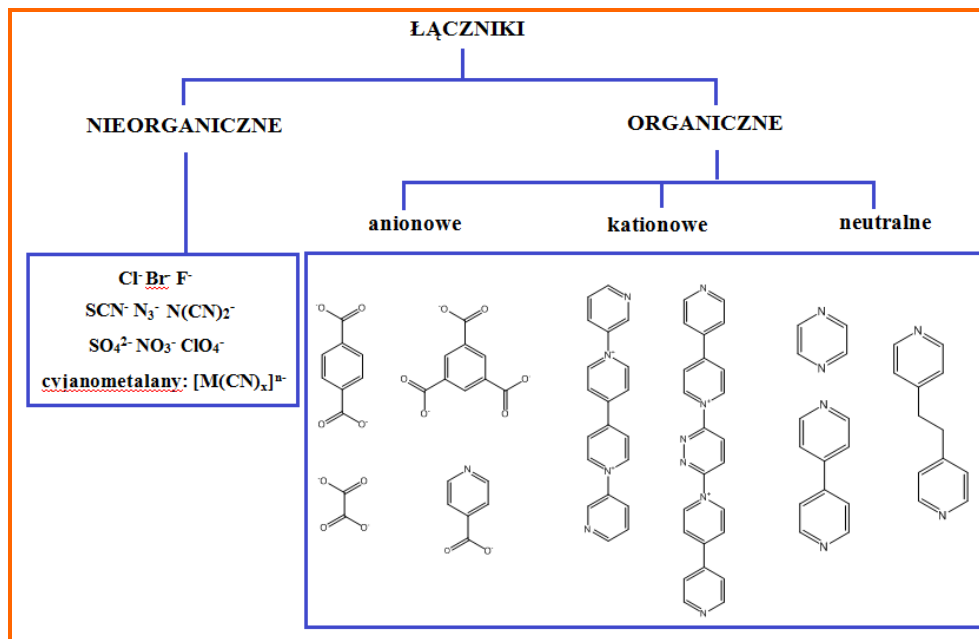 ŁĄCZNIKI
NIEORGANICZNE
ORGANICZNE
anionowe
kationowe
neutralne
Cl⁻ Br⁻ F⁻
SCN⁻ N₃⁻ N(CN)₂⁻
SO₄²⁻ NO₃⁻ ClO₄⁻
cyjanometalany: [M(CN)ₓ]ⁿ⁻
⁻O O
O O⁻
⁻O O
O O⁻
O O⁻
⁻O O
O O⁻
N
O O⁻
N
N⁺
N⁺
N
N
N⁺
N
N
N⁺
N
N
N
N
N
N
N